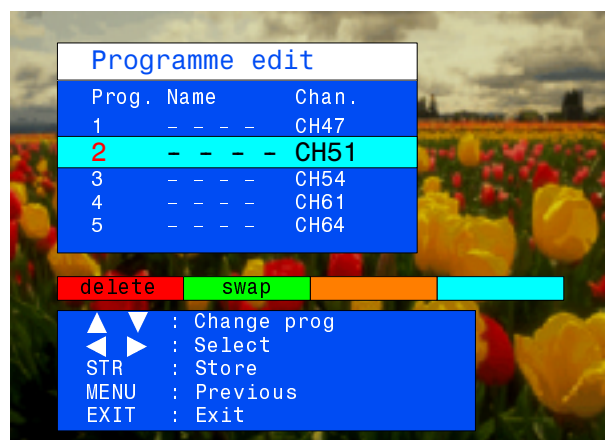 Programme edit
Prog. Name Chan.
1 – – – – CH47
2 – – – – CH51
3 – – – – CH54
4 – – – – CH61
5 – – – – CH64
delete swap
▲ ▼ : Change prog
◀ ▶ : Select
STR : Store
MENU : Previous
EXIT : Exit